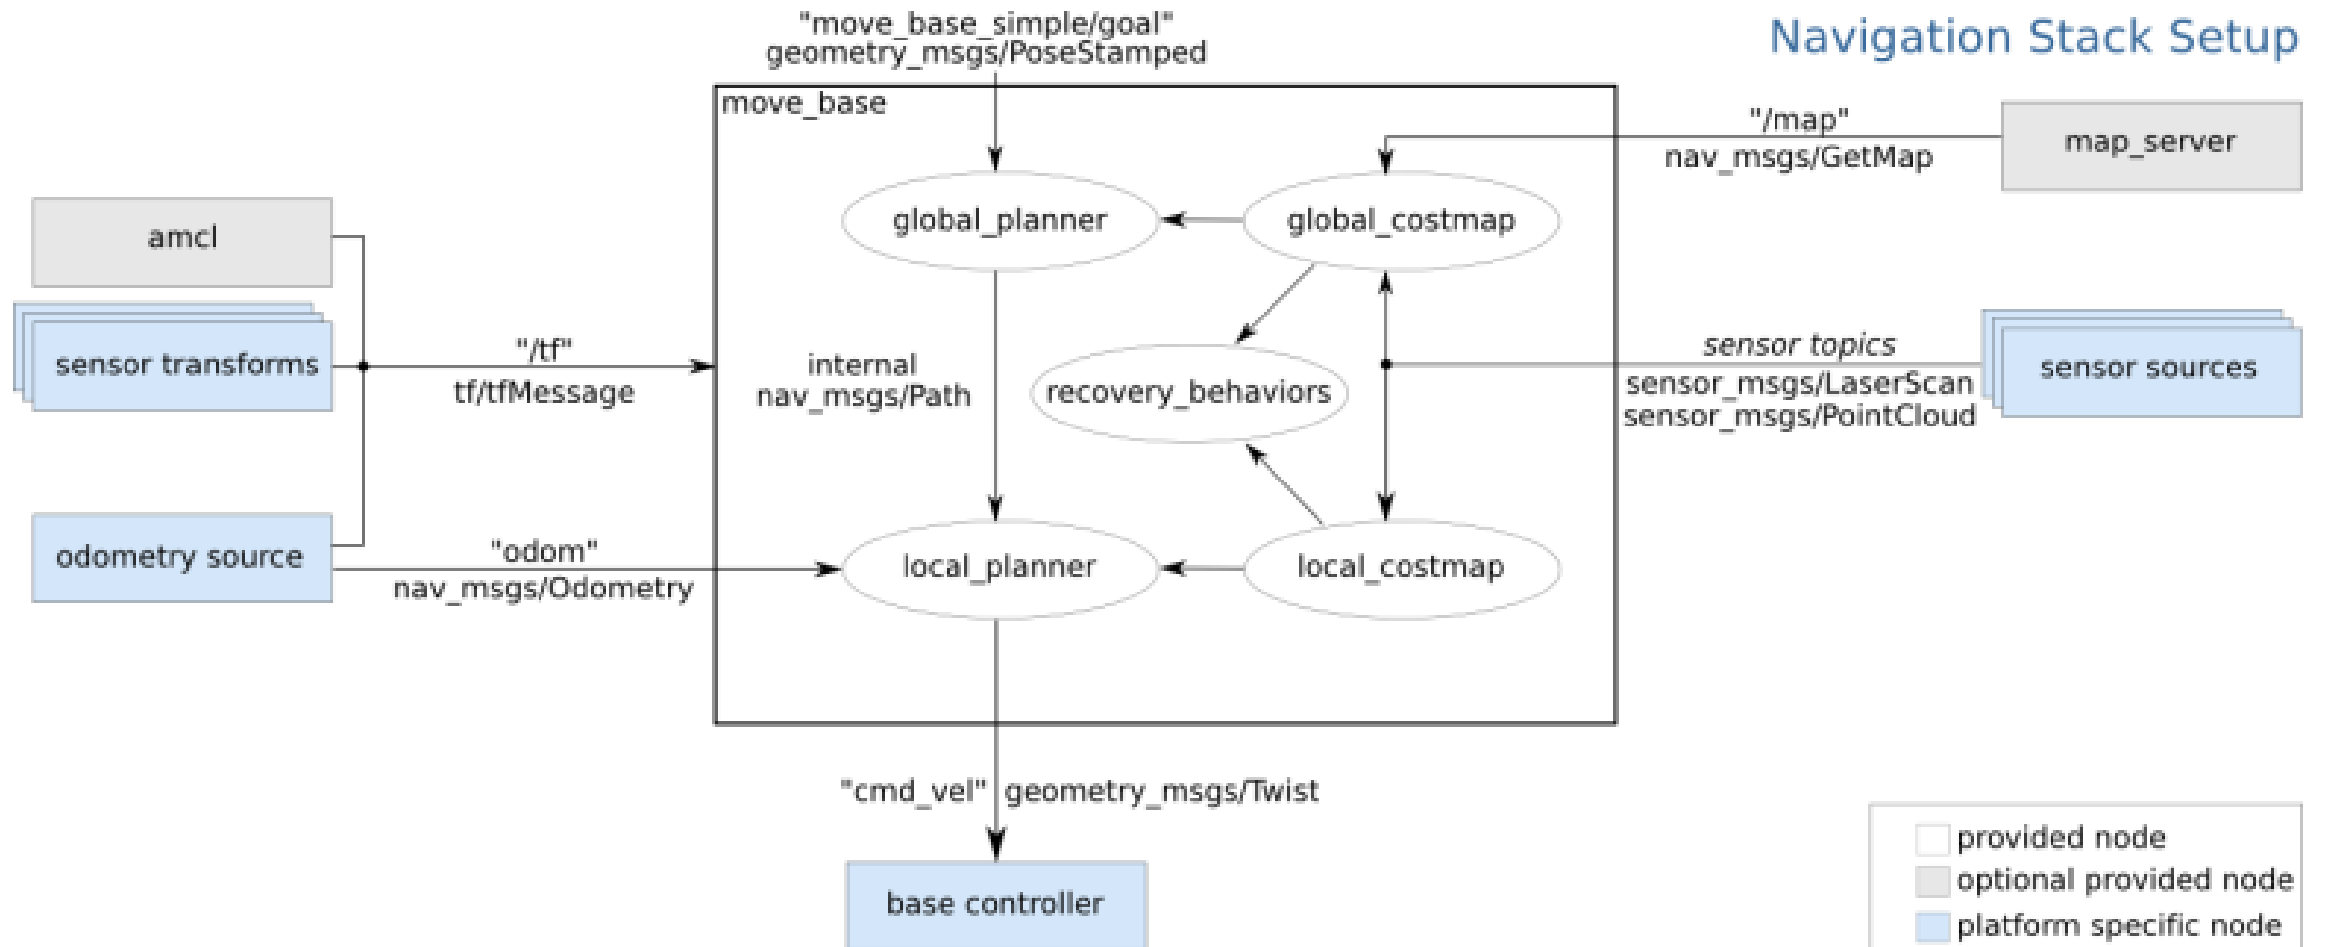 "move_base_simple/goal"
geometry_msgs/PoseStamped
Navigation Stack Setup
move_base
"/map"
nav_msgs/GetMap
map_server
global_planner
global_costmap
amcl
sensor transforms
"/tf"
tf/tfMessage
internal
nav_msgs/Path
recovery_behaviors
sensor topics
sensor_msgs/LaserScan
sensor_msgs/PointCloud
sensor sources
odometry source
"odom"
nav_msgs/Odometry
local_planner
local_costmap
"cmd_vel" geometry_msgs/Twist
base controller
provided node
optional provided node
platform specific node